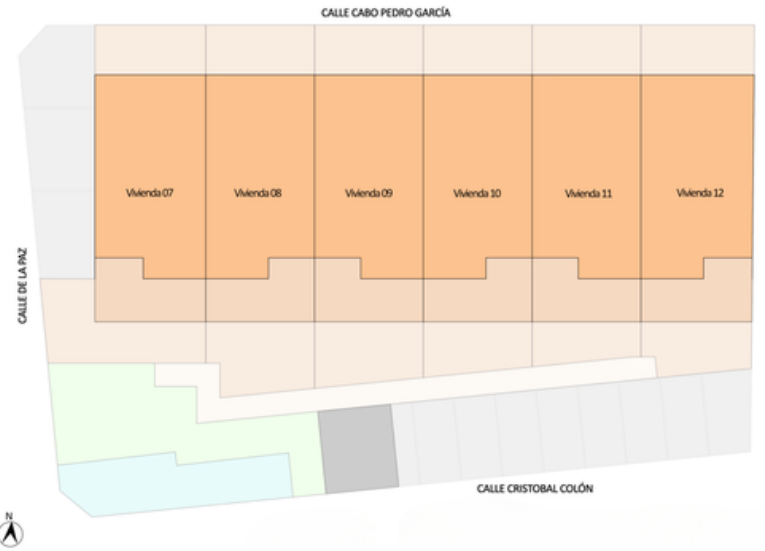 CALLE CABO PEDRO GARCÍA
Vivienda 07
Vivienda 08
Vivienda 09
Vivienda 10
Vivienda 11
Vivienda 12
CALLE DE LA PAZ
CALLE CRISTOBAL COLÓN
N